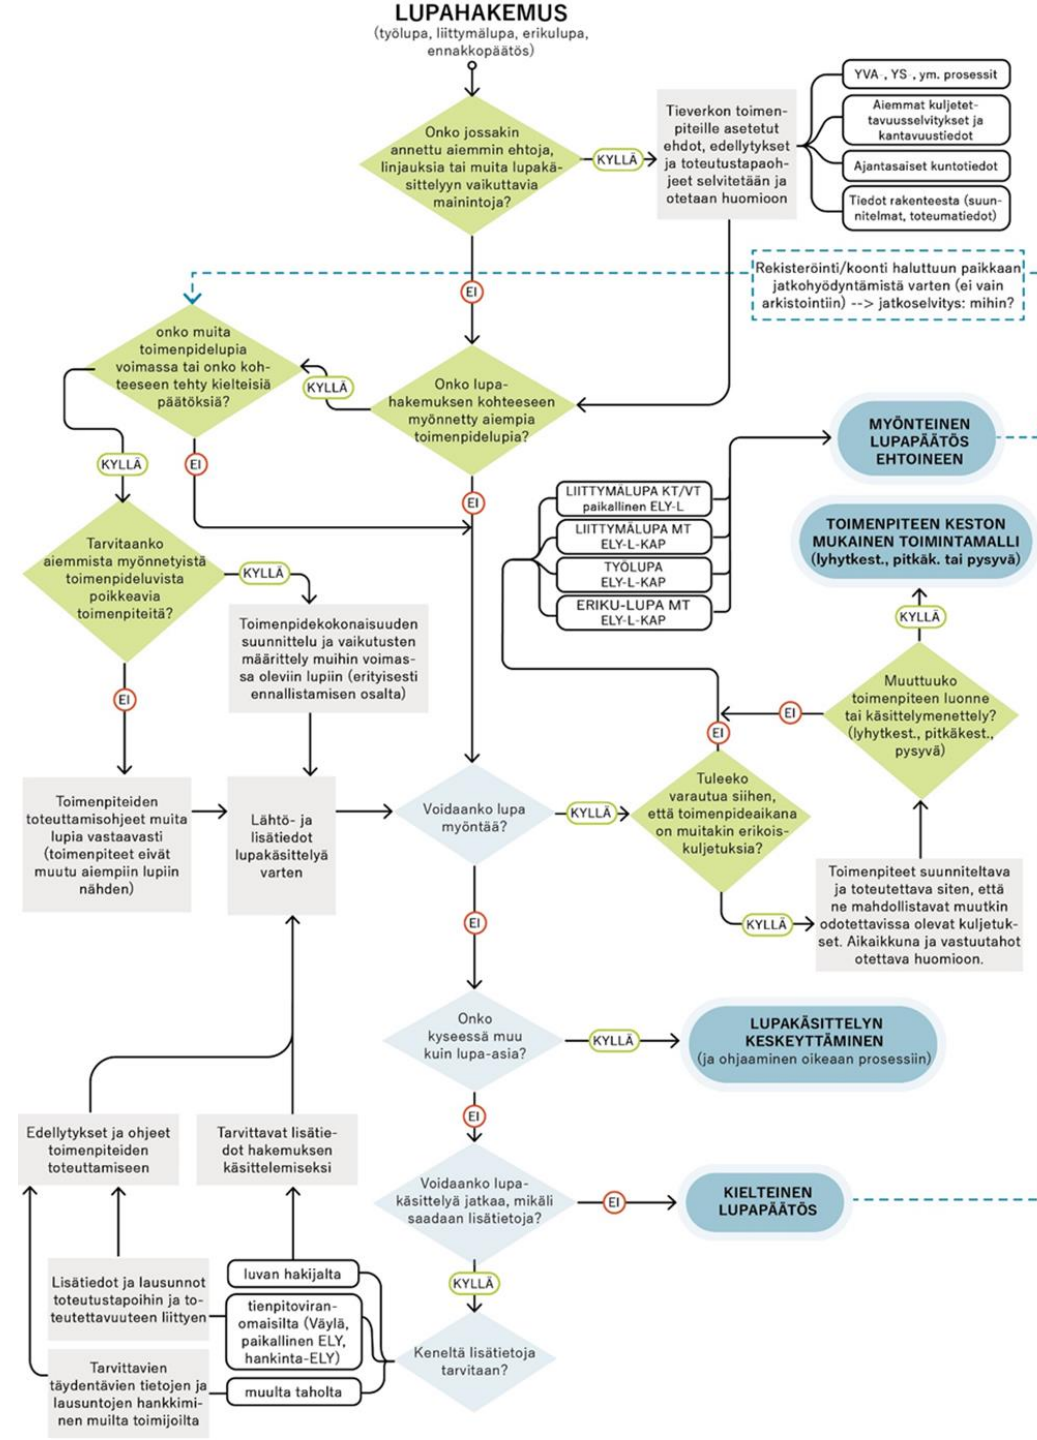 LUPAHAKEMUS
(työlupa, liittymälupa, erikulupa,
ennakkopäätös)
Onko jossakin
annettu aiemmin ehtoja,
linjauksia tai muita lupakä-
sittelyyn vaikuttavia
mainintoja?
KYLLÄ
Tieverkon toimen-
piteille asetetut
ehdot, edellytykset
ja toteutustapaoh-
jeet selvitetään ja
otetaan huomioon
YVA-, YS-, ym. prosessit
Aiemmat kuljetet-
tavuusselvitykset ja
kantavuustiedot
Ajantasaiset kuntotiedot
Tiedot rakenteesta (suun-
nitelmat, toteumatiedot)
EI
Rekisteröinti/koonti haluttuun paikkaan
jatkohyödyntämistä varten (ei vain
arkistointiin) --> jatkoselvitys: mihin?
onko muita
toimenpidelupia
voimassa tai onko koh-
teeseen tehty kielteisiä
päätöksiä?
KYLLÄ
Onko lupa-
hakemuksen kohteeseen
myönnetty aiempia
toimenpidelupia?
MYÖNTEINEN
LUPAPÄÄTÖS
EHTOINEEN
KYLLÄ
EI
EI
LIITTYMÄLUPA KT/VT
paikallinen ELY-L
LIITTYMÄLUPA MT
ELY-L-KAP
TYÖLUPA
ELY-L-KAP
ERIKU-LUPA MT
ELY-L-KAP
TOIMENPITEEN KESTON
MUKAINEN TOIMINTAMALLI
(lyhytkest., pitkäk. tai pysyvä)
Tarvitaanko
aiemmista myönnetyistä
toimenpideluvista
poikkeavia
toimenpiteitä?
KYLLÄ
Toimenpidekokonaisuuden
suunnittelu ja vaikutusten
määrittely muihin voimas-
sa oleviin lupiin (erityisesti
ennallistamisen osalta)
KYLLÄ
Muuttuuko
toimenpiteen luonne
tai käsittelymenettely?
(lyhytkest., pitkäkest.,
pysyvä)
EI
EI
EI
Toimenpiteiden
toteuttamisohjeet muita
lupia vastaavasti
(toimenpiteet eivät
muutu aiempiin lupiin
nähden)
Lähtö- ja
lisätiedot
lupakäsittelyä
varten
Voidaanko lupa
myöntää?
KYLLÄ
Tuleeko
varautua siihen,
että toimenpideaikana
on muitakin erikois-
kuljetuksia?
KYLLÄ
Toimenpiteet suunniteltava
ja toteutettava siten, että
ne mahdollistavat muutkin
odotettavissa olevat kuljetuk-
set. Aikaikkuna ja vastuutahot
otettava huomioon.
EI
Onko
kyseessä muu
kuin lupa-asia?
KYLLÄ
LUPAKÄSITTELYN
KESKEYTTÄMINEN
(ja ohjaaminen oikeaan prosessiin)
EI
Edellytykset ja ohjeet
toimenpiteiden
toteuttamiseen
Tarvittavat lisätie-
dot hakemuksen
käsittelemiseksi
Voidaanko lupa-
käsittelyä jatkaa, mikäli
saadaan lisätietoja?
EI
KIELTEINEN
LUPAPÄÄTÖS
KYLLÄ
Lisätiedot ja lausunnot
toteutustapoihin ja to-
teutettavuuteen liittyen
luvan hakijalta
tienpitoviran-
omaisilta (Väylä,
paikallinen ELY,
hankinta-ELY)
muulta taholta
Keneltä lisätietoja
tarvitaan?
Tarvittavien
täydentävien tietojen ja
lausuntojen hankkimi-
nen muilta toimijoilta